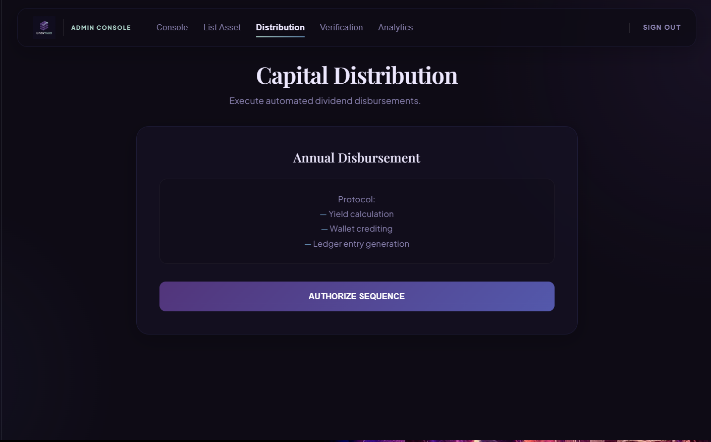 ADMIN CONSOLE
Console List Asset Distribution Verification Analytics
SIGN OUT
Capital Distribution
Execute automated dividend disbursements.
Annual Disbursement
Protocol:
— Yield calculation
— Wallet crediting
— Ledger entry generation
AUTHORIZE SEQUENCE